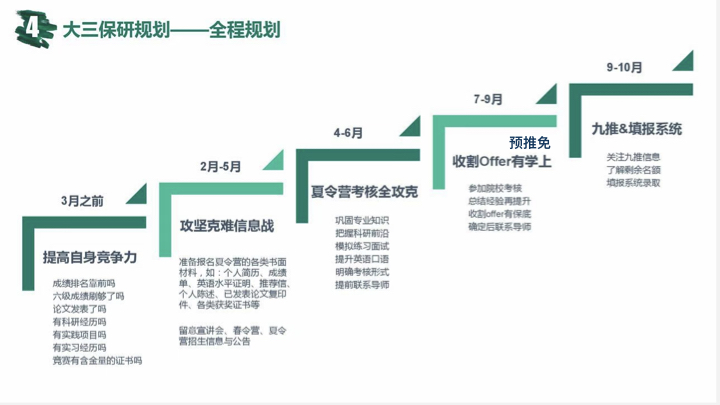 4 大三保研规划——全程规划
3月之前
提高自身竞争力
成绩排名靠前吗
六级成绩刷够了吗
论文发表了吗
有科研经历吗
有实践项目吗
有实习经历吗
竞赛有含金量的证书吗
2月-5月
攻坚克难信息战
准备报名夏令营的各类书面
材料，如：个人简历、成绩
单、英语水平证明、推荐信、
个人陈述、已发表论文复印
件、各类获奖证书等
留意宣讲会、春令营、夏令
营招生信息与公告
4-6月
夏令营考核全攻克
巩固专业知识
把握科研前沿
模拟练习面试
提升英语口语
明确考核形式
提前联系导师
7-9月
预推免
收割Offer有学上
参加院校考核
总结经验再提升
收割offer有保底
确定后联系导师
9-10月
九推&填报系统
关注九推信息
了解剩余名额
填报系统录取